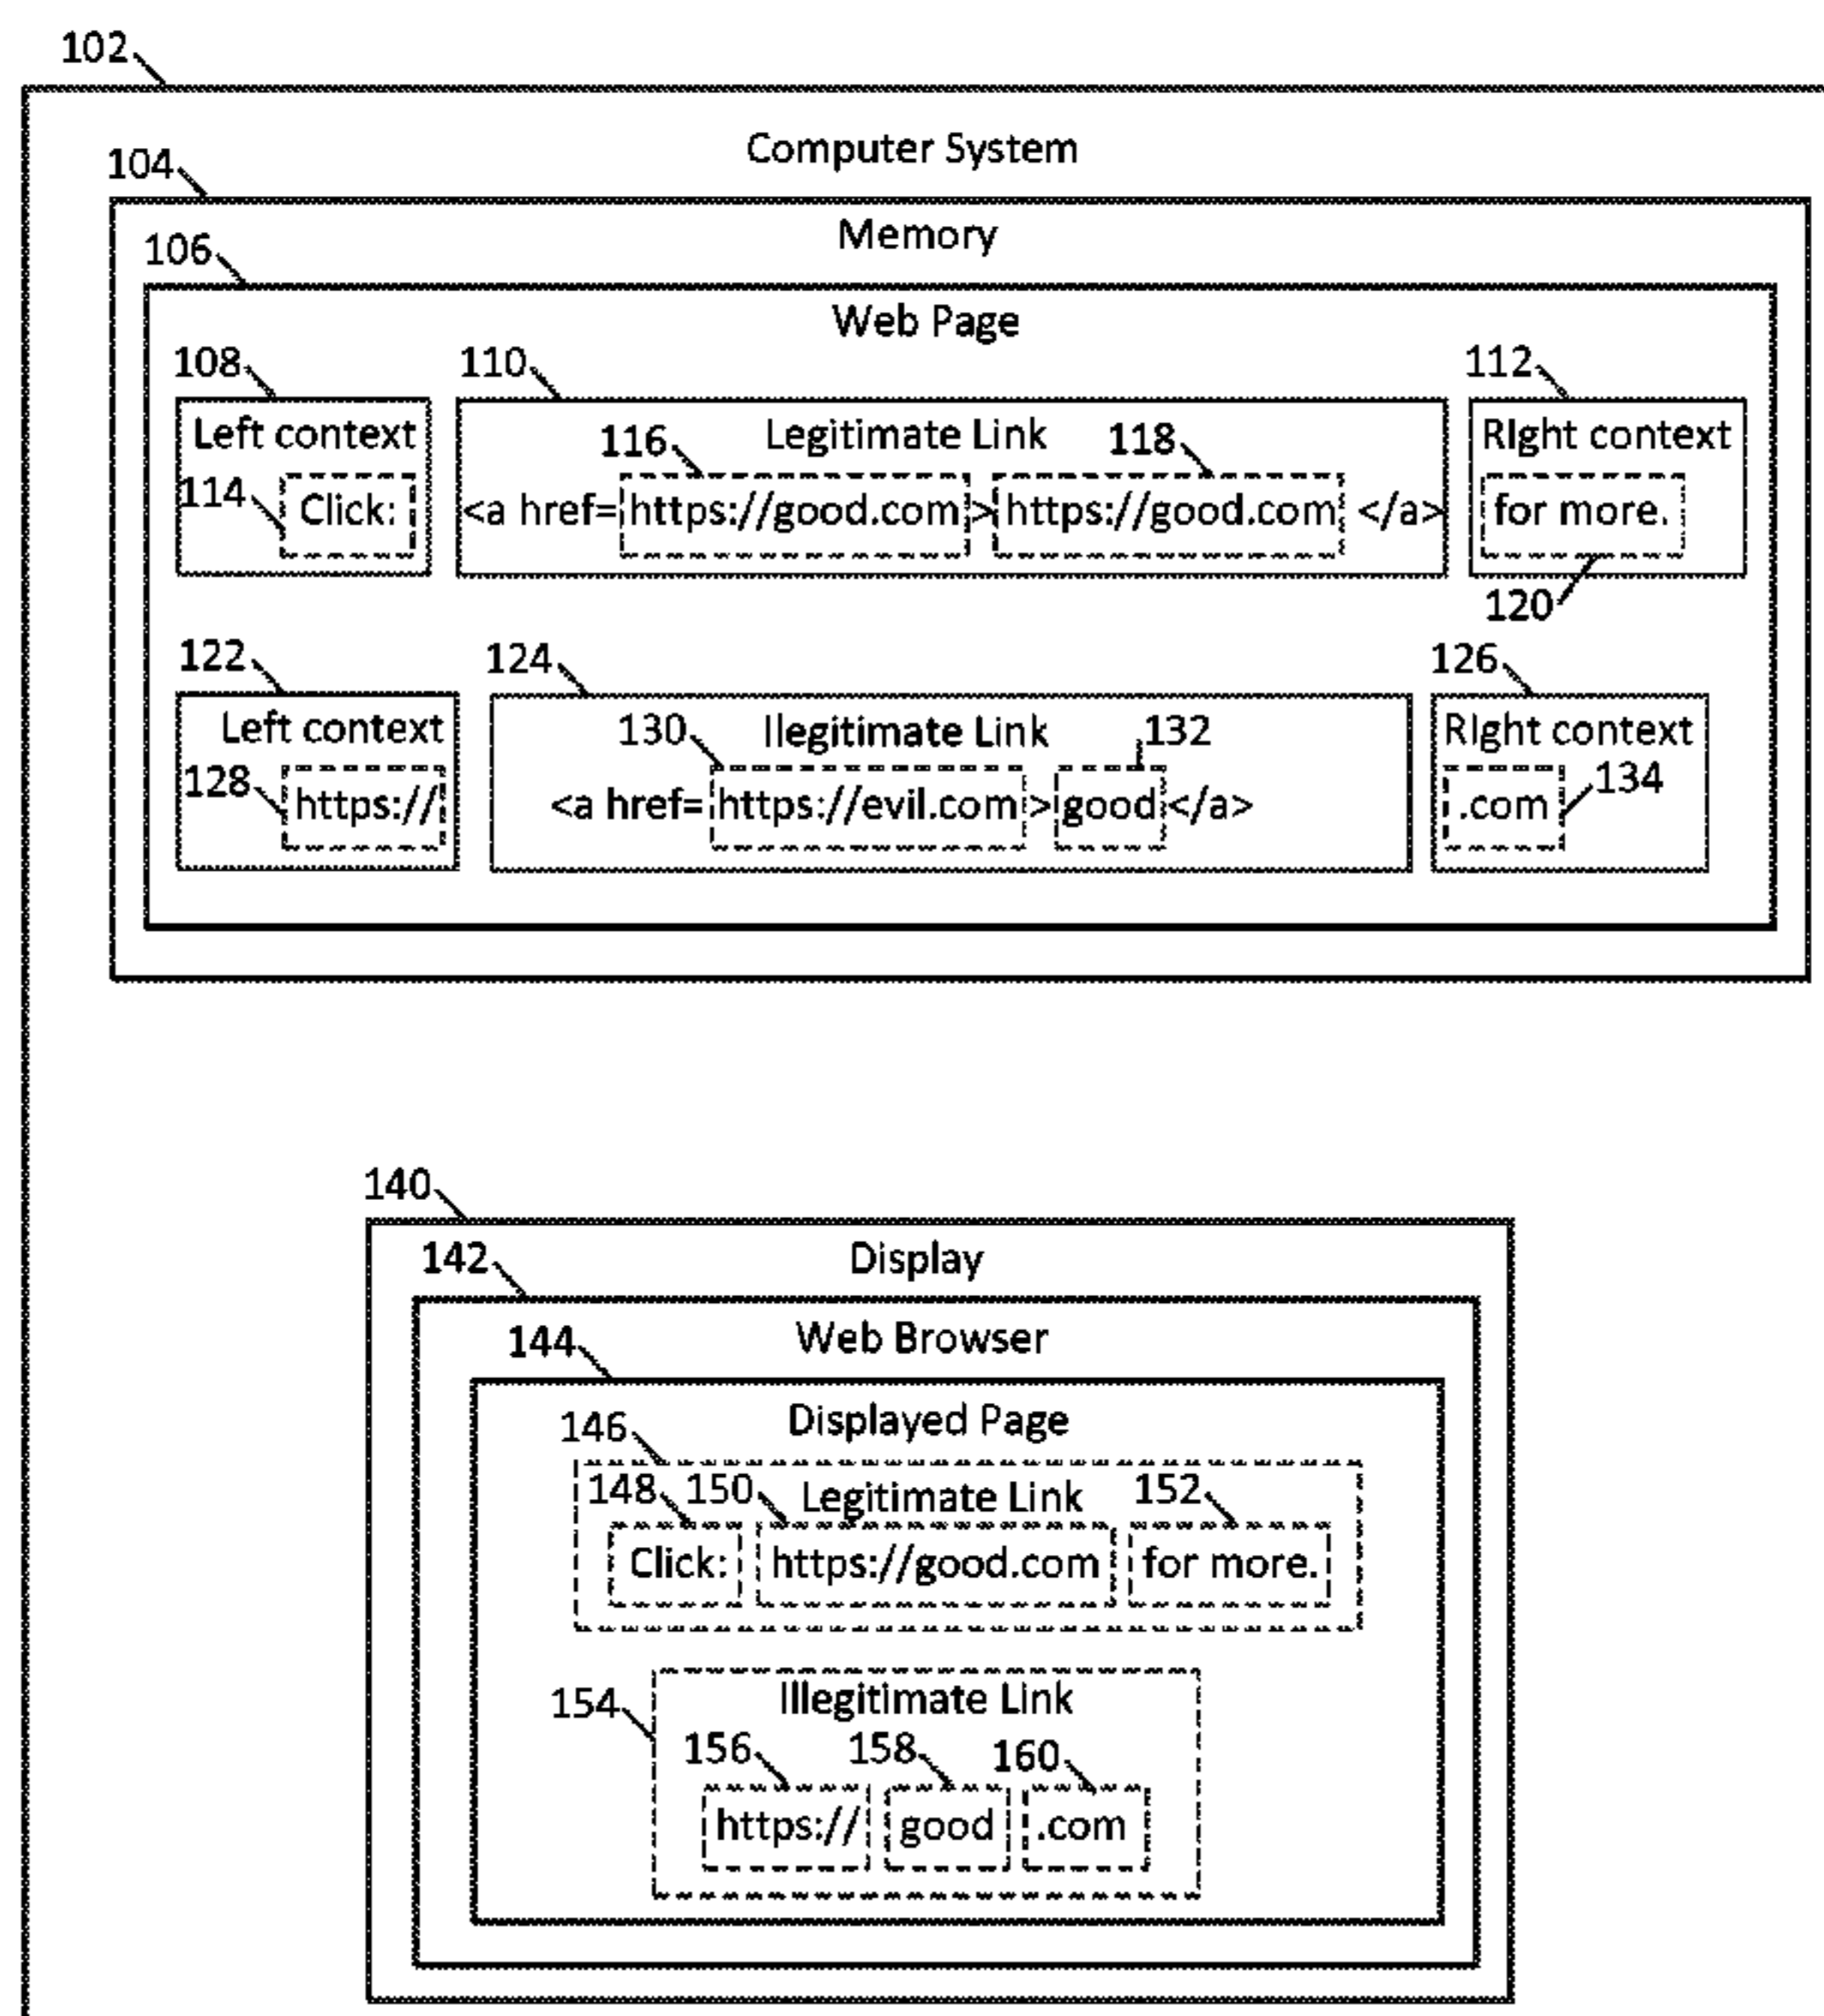 102
Computer System
104
Memory
106
Web Page
108 110 112
Left context Legitimate Link RIght context
116 118
114 Click: <a href= https://good.com > https://good.com </a> for more.
120
122 124 126
Left context Ilegitimate Link RIght context
130 132
128 https:// <a href= https://evil.com > good </a> .com 134
140
Display
142
Web Browser
144
Displayed Page
146
Legitimate Link
148 150 152
Click: https://good.com for more.
154
Illegitimate Link
156 158 160
https:// good .com